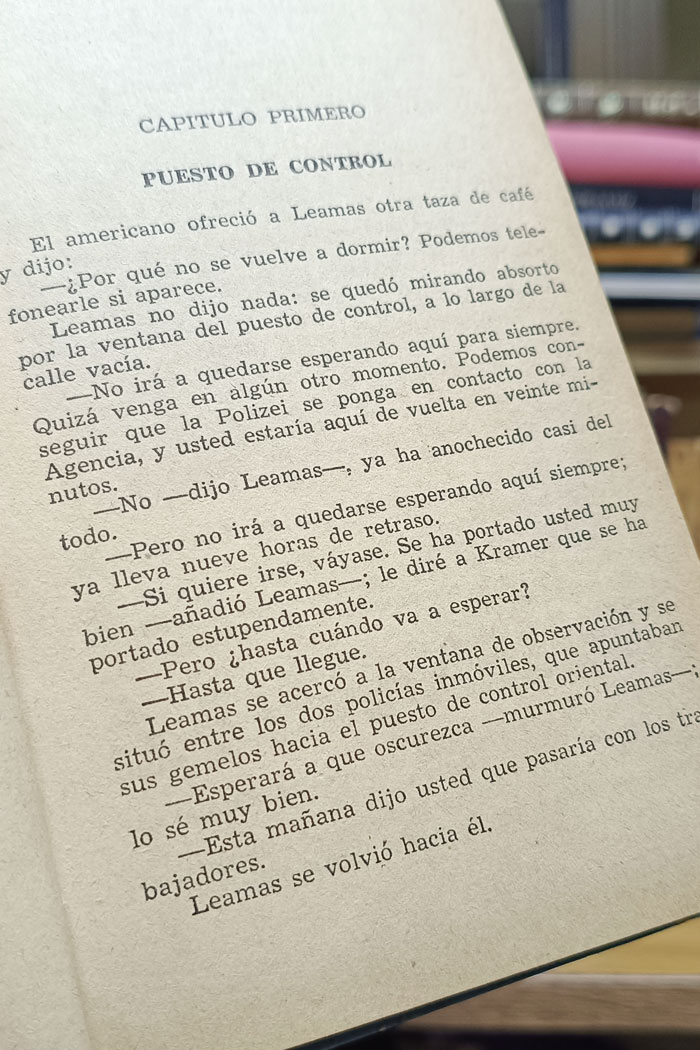 CAPITULO PRIMERO
PUESTO DE CONTROL
El americano ofreció a Leamas otra taza de café
y dijo:
—¿Por qué no se vuelve a dormir? Podemos tele-
fonearle si aparece.
Leamas no dijo nada: se quedó mirando absorto
por la ventana del puesto de control, a lo largo de la
calle vacía.
—No irá a quedarse esperando aquí para siempre.
Quizá venga en algún otro momento. Podemos con-
seguir que la Polizei se ponga en contacto con la
Agencia, y usted estaría aquí de vuelta en veinte mi-
nutos.
—No —dijo Leamas—, ya ha anochecido casi del
todo.
—Pero no irá a quedarse esperando aquí siempre;
ya lleva nueve horas de retraso.
—Si quiere irse, váyase. Se ha portado usted muy
bien —añadió Leamas—; le diré a Kramer que se ha
portado estupendamente.
—Pero ¿hasta cuándo va a esperar?
—Hasta que llegue.
Leamas se acercó a la ventana de observación y se
situó entre los dos policías inmóviles, que apuntaban
sus gemelos hacia el puesto de control oriental.
—Esperará a que oscurezca —murmuró Leamas—;
lo sé muy bien.
—Esta mañana dijo usted que pasaría con los tra
bajadores.
Leamas se volvió hacia él.